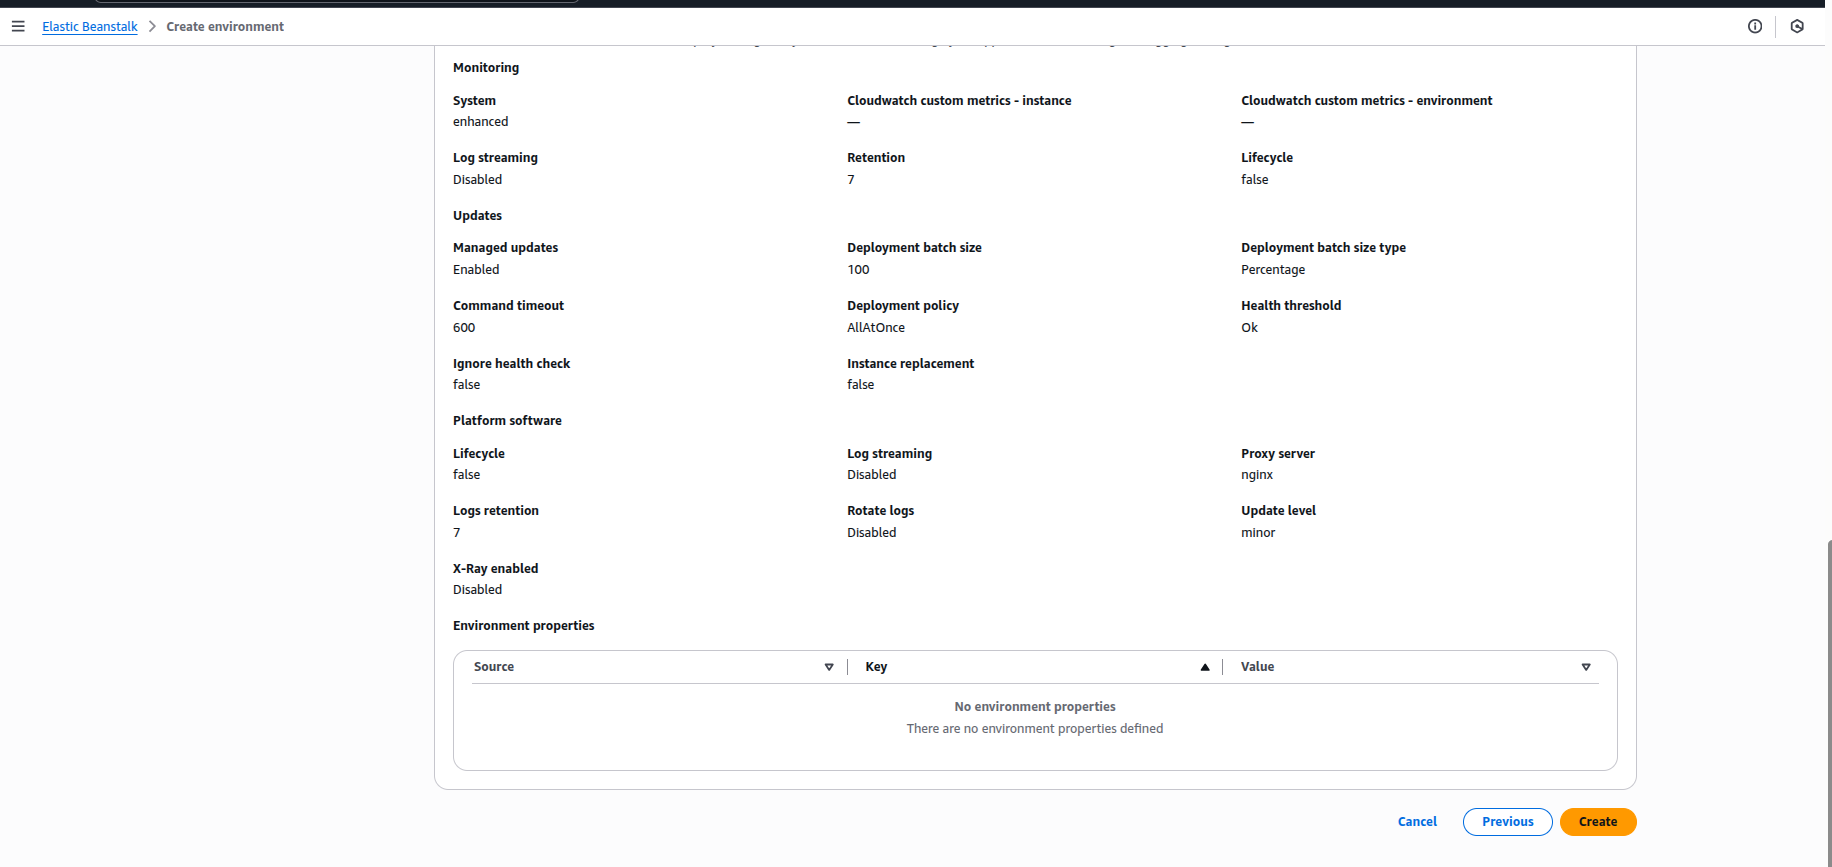 Elastic Beanstalk > Create environment
Monitoring
System Cloudwatch custom metrics - instance Cloudwatch custom metrics - environment
enhanced — —
Log streaming Retention Lifecycle
Disabled 7 false
Updates
Managed updates Deployment batch size Deployment batch size type
Enabled 100 Percentage
Command timeout Deployment policy Health threshold
600 AllAtOnce Ok
Ignore health check Instance replacement
false false
Platform software
Lifecycle Log streaming Proxy server
false Disabled nginx
Logs retention Rotate logs Update level
7 Disabled minor
X-Ray enabled
Disabled
Environment properties
Source Key Value
No environment properties
There are no environment properties defined
Cancel Previous Create